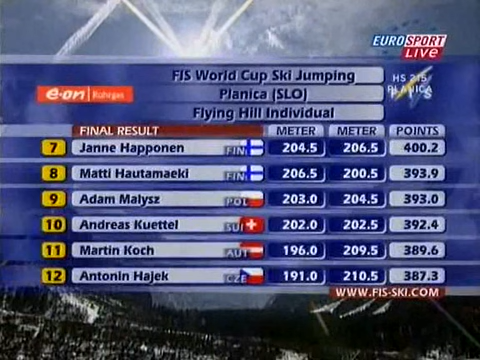 EUROSPORT
LIVE
HS 215
PLANICA
FIS
e·on Ruhrgas
FIS World Cup Ski Jumping
Planica (SLO)
Flying Hill Individual
FINAL RESULT METER METER POINTS
7 Janne Happonen FIN 204.5 206.5 400.2
8 Matti Hautamaeki FIN 206.5 200.5 393.9
9 Adam Malysz POL 203.0 204.5 393.0
10 Andreas Kuettel SUI 202.0 202.5 392.4
11 Martin Koch AUT 196.0 209.5 389.6
12 Antonin Hajek CZE 191.0 210.5 387.3
WWW.FIS-SKI.COM